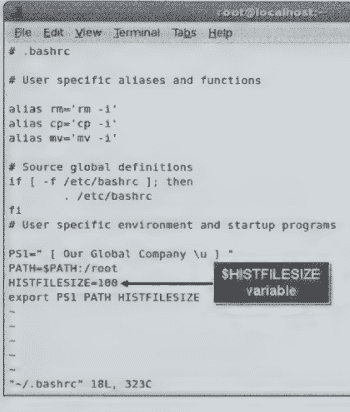 root@localhost:~
File Edit View Terminal Tabs Help
# .bashrc
# User specific aliases and functions
alias rm='rm -i'
alias cp='cp -i'
alias mv='mv -i'
# Source global definitions
if [ -f /etc/bashrc ]; then
. /etc/bashrc
fi
# User specific environment and startup programs
PS1=" [ Our Global Company \u ] "
PATH=$PATH:/root
HISTFILESIZE=100
export PS1 PATH HISTFILESIZE
$HISTFILESIZE
variable
~
~
~
~
~
"~/.bashrc" 18L, 323C